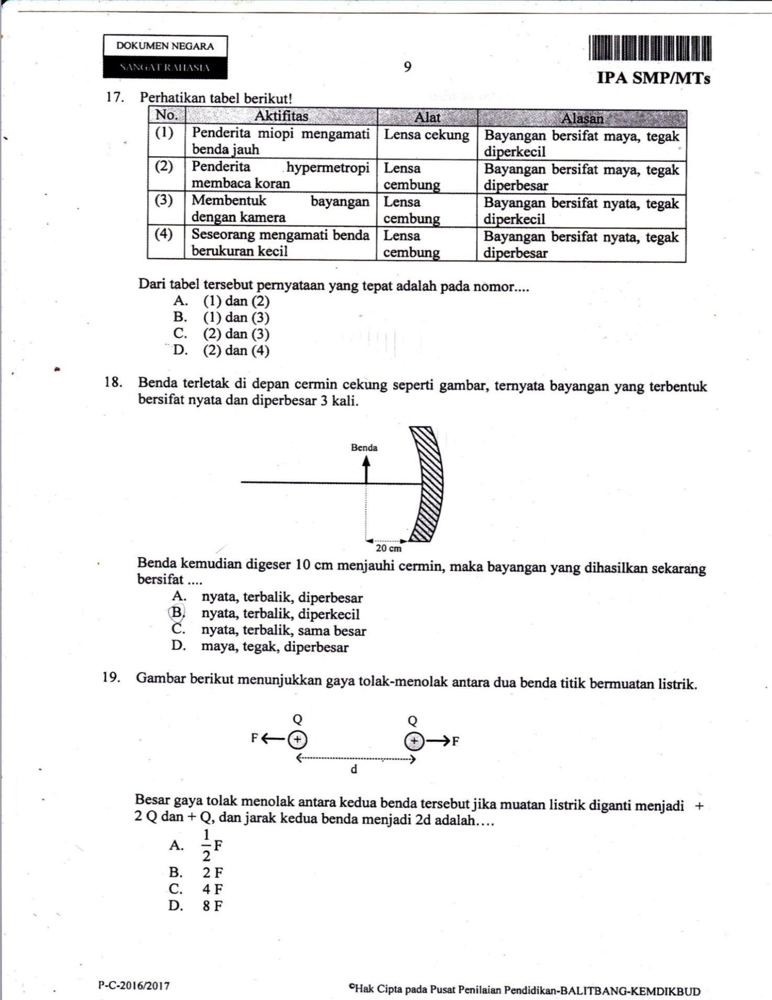 DOKUMEN NEGARA
SANGAT RAHASIA
9
IPA SMP/MTs
17. Perhatikan tabel berikut!
No. Aktifitas Alat Alasan
(1) Penderita miopi mengamati Lensa cekung Bayangan bersifat maya, tegak
benda jauh diperkecil
(2) Penderita hypermetropi Lensa Bayangan bersifat maya, tegak
membaca koran cembung diperbesar
(3) Membentuk bayangan Lensa Bayangan bersifat nyata, tegak
dengan kamera cembung diperkecil
(4) Seseorang mengamati benda Lensa Bayangan bersifat nyata, tegak
berukuran kecil cembung diperbesar
Dari tabel tersebut pernyataan yang tepat adalah pada nomor....
A. (1) dan (2)
B. (1) dan (3)
C. (2) dan (3)
D. (2) dan (4)
18. Benda terletak di depan cermin cekung seperti gambar, ternyata bayangan yang terbentuk
bersifat nyata dan diperbesar 3 kali.
Benda
20 cm
Benda kemudian digeser 10 cm menjauhi cermin, maka bayangan yang dihasilkan sekarang
bersifat ....
A. nyata, terbalik, diperbesar
B. nyata, terbalik, diperkecil
C. nyata, terbalik, sama besar
D. maya, tegak, diperbesar
19. Gambar berikut menunjukkan gaya tolak-menolak antara dua benda titik bermuatan listrik.
Q Q
F + + F
d
Besar gaya tolak menolak antara kedua benda tersebut jika muatan listrik diganti menjadi +
2 Q dan + Q, dan jarak kedua benda menjadi 2d adalah....
A. 1/2 F
B. 2 F
C. 4 F
D. 8 F
P-C-2016/2017
©Hak Cipta pada Pusat Penilaian Pendidikan-BALITBANG-KEMDIKBUD